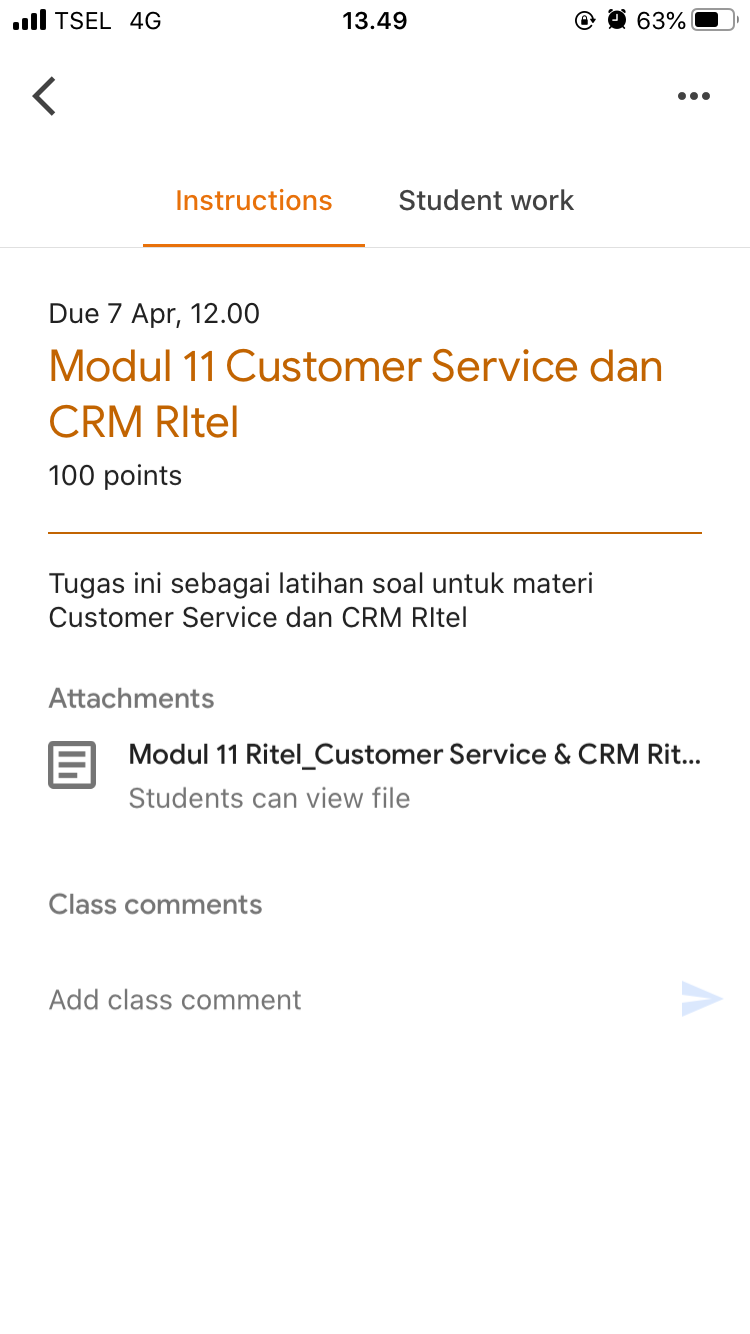 TSEL 4G 13.49 63%
Instructions Student work
Due 7 Apr, 12.00
Modul 11 Customer Service dan
CRM RItel
100 points
Tugas ini sebagai latihan soal untuk materi
Customer Service dan CRM RItel
Attachments
Modul 11 Ritel_Customer Service & CRM Rit...
Students can view file
Class comments
Add class comment